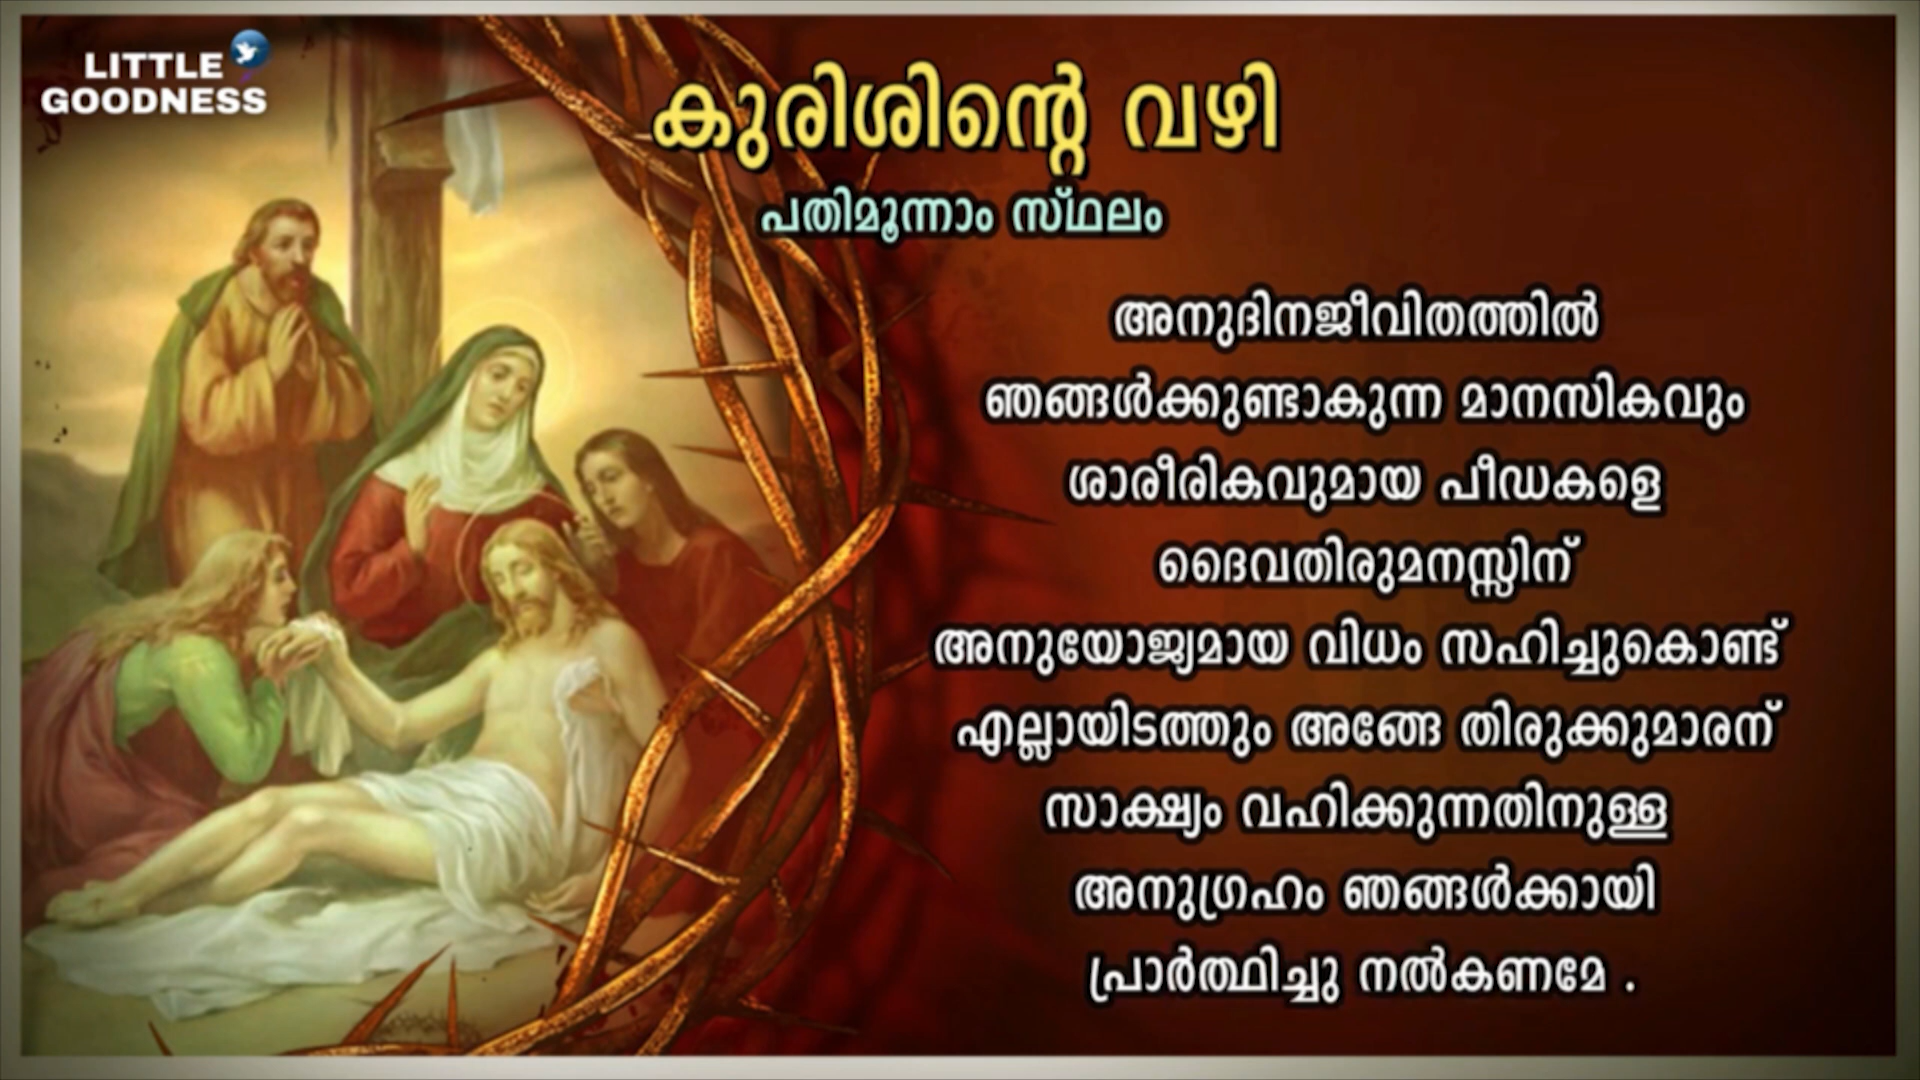 LITTLE
GOODNESS
കുരിശിന്റെ വഴി
പതിമൂന്നാം സ്ഥലം
അനുദിനജീവിതത്തിൽ
ഞങ്ങൾക്കുണ്ടാകുന്ന മാനസികവും
ശാരീരികവുമായ പീഡകളെ
ദൈവതിരുമനസ്സിന്
അനുയോജ്യമായ വിധം സഹിച്ചുകൊണ്ട്
എല്ലായിടത്തും അങ്ങേ തിരുക്കുമാരന്
സാക്ഷ്യം വഹിക്കുന്നതിനുള്ള
അനുഗ്രഹം ഞങ്ങൾക്കായി
പ്രാർത്ഥിച്ചു നൽകണമേ .